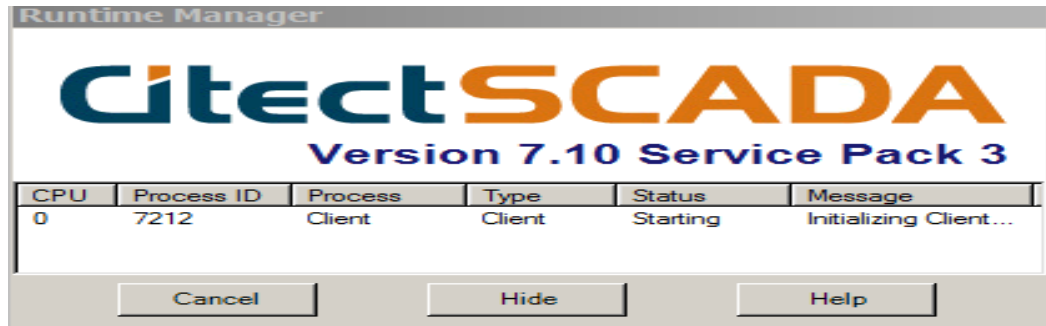 Runtime Manager
CitectSCADA
Version 7.10 Service Pack 3
CPU Process ID Process Type Status Message
0 7212 Client Client Starting Initializing Client...
Cancel Hide Help